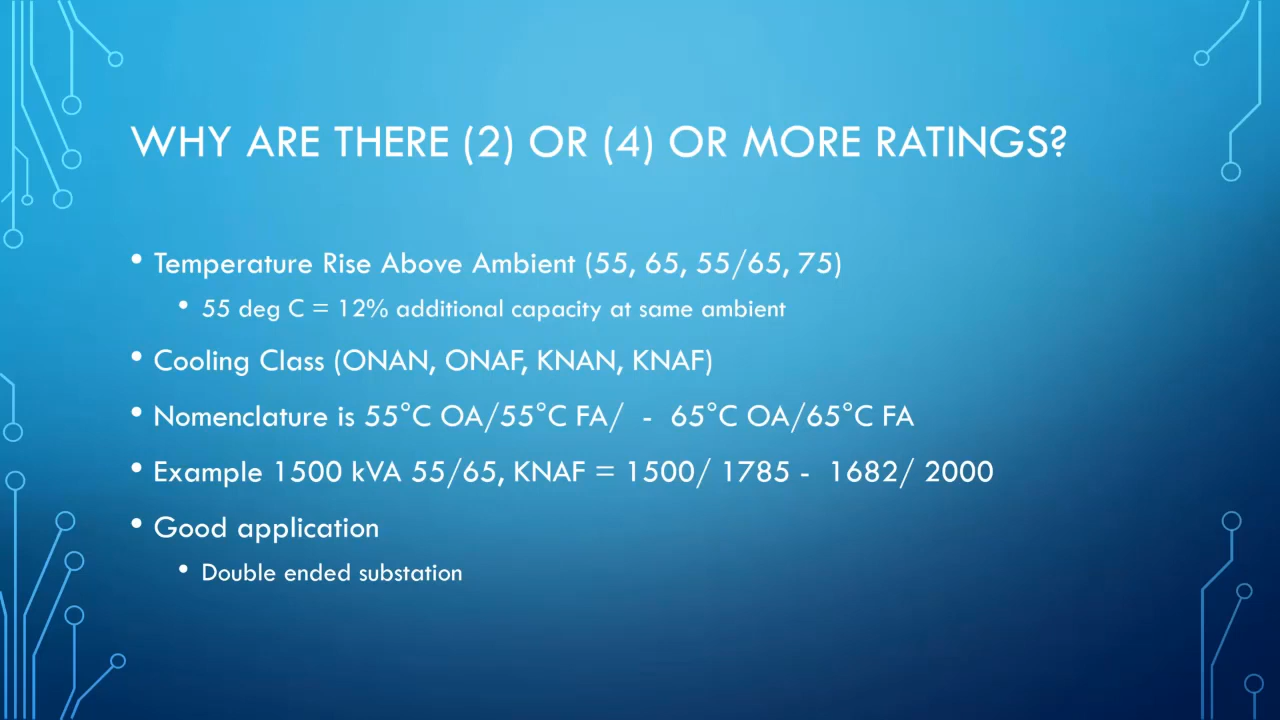 WHY ARE THERE (2) OR (4) OR MORE RATINGS?
• Temperature Rise Above Ambient (55, 65, 55/65, 75)
• 55 deg C = 12% additional capacity at same ambient
• Cooling Class (ONAN, ONAF, KNAN, KNAF)
• Nomenclature is 55°C OA/55°C FA/ - 65°C OA/65°C FA
• Example 1500 kVA 55/65, KNAF = 1500/ 1785 - 1682/ 2000
• Good application
• Double ended substation